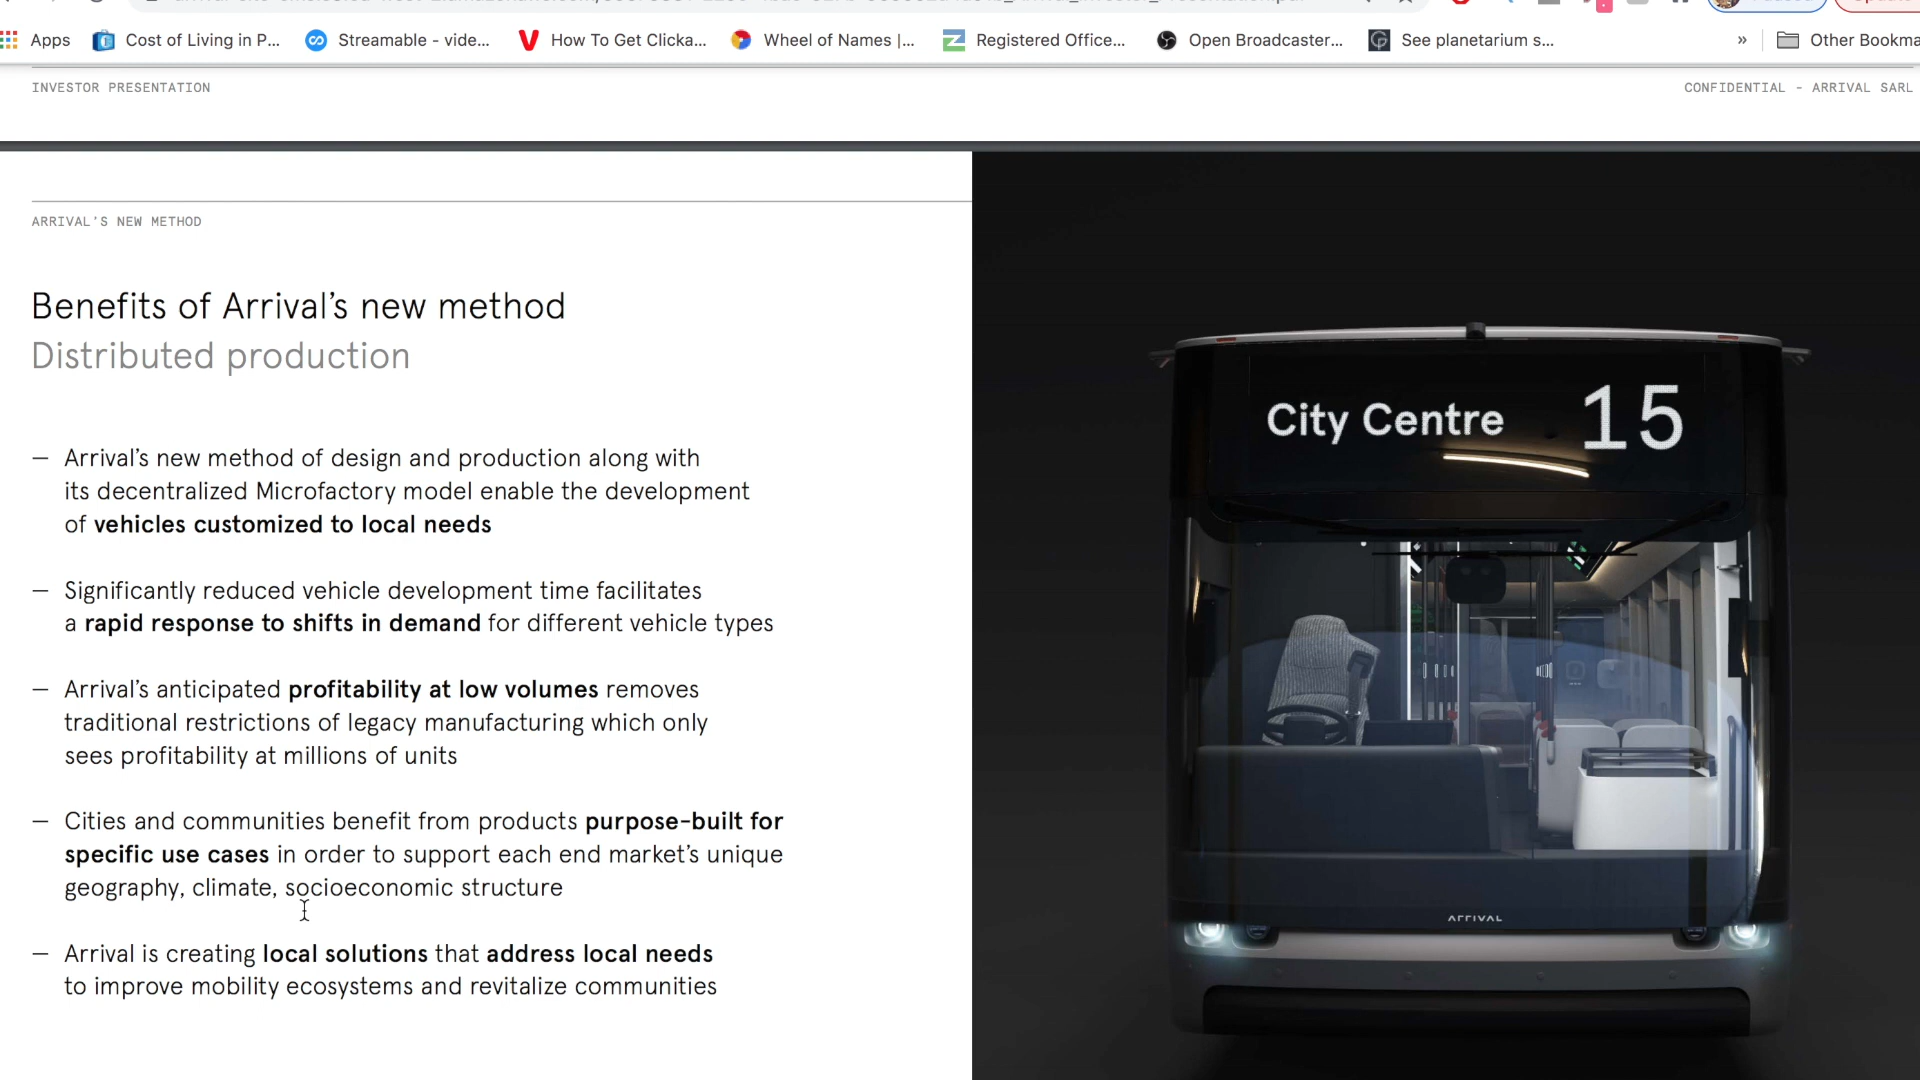 Apps Cost of Living in P... Streamable - vide... How To Get Clicka... Wheel of Names |... Registered Office... Open Broadcaster... See planetarium s... » Other Bookma
INVESTOR PRESENTATION
CONFIDENTIAL - ARRIVAL SARL
ARRIVAL'S NEW METHOD
Benefits of Arrival's new method
Distributed production
— Arrival's new method of design and production along with
its decentralized Microfactory model enable the development
of vehicles customized to local needs
— Significantly reduced vehicle development time facilitates
a rapid response to shifts in demand for different vehicle types
— Arrival's anticipated profitability at low volumes removes
traditional restrictions of legacy manufacturing which only
sees profitability at millions of units
— Cities and communities benefit from products purpose-built for
specific use cases in order to support each end market's unique
geography, climate, socioeconomic structure
— Arrival is creating local solutions that address local needs
to improve mobility ecosystems and revitalize communities
City Centre 15
ARRIVAL